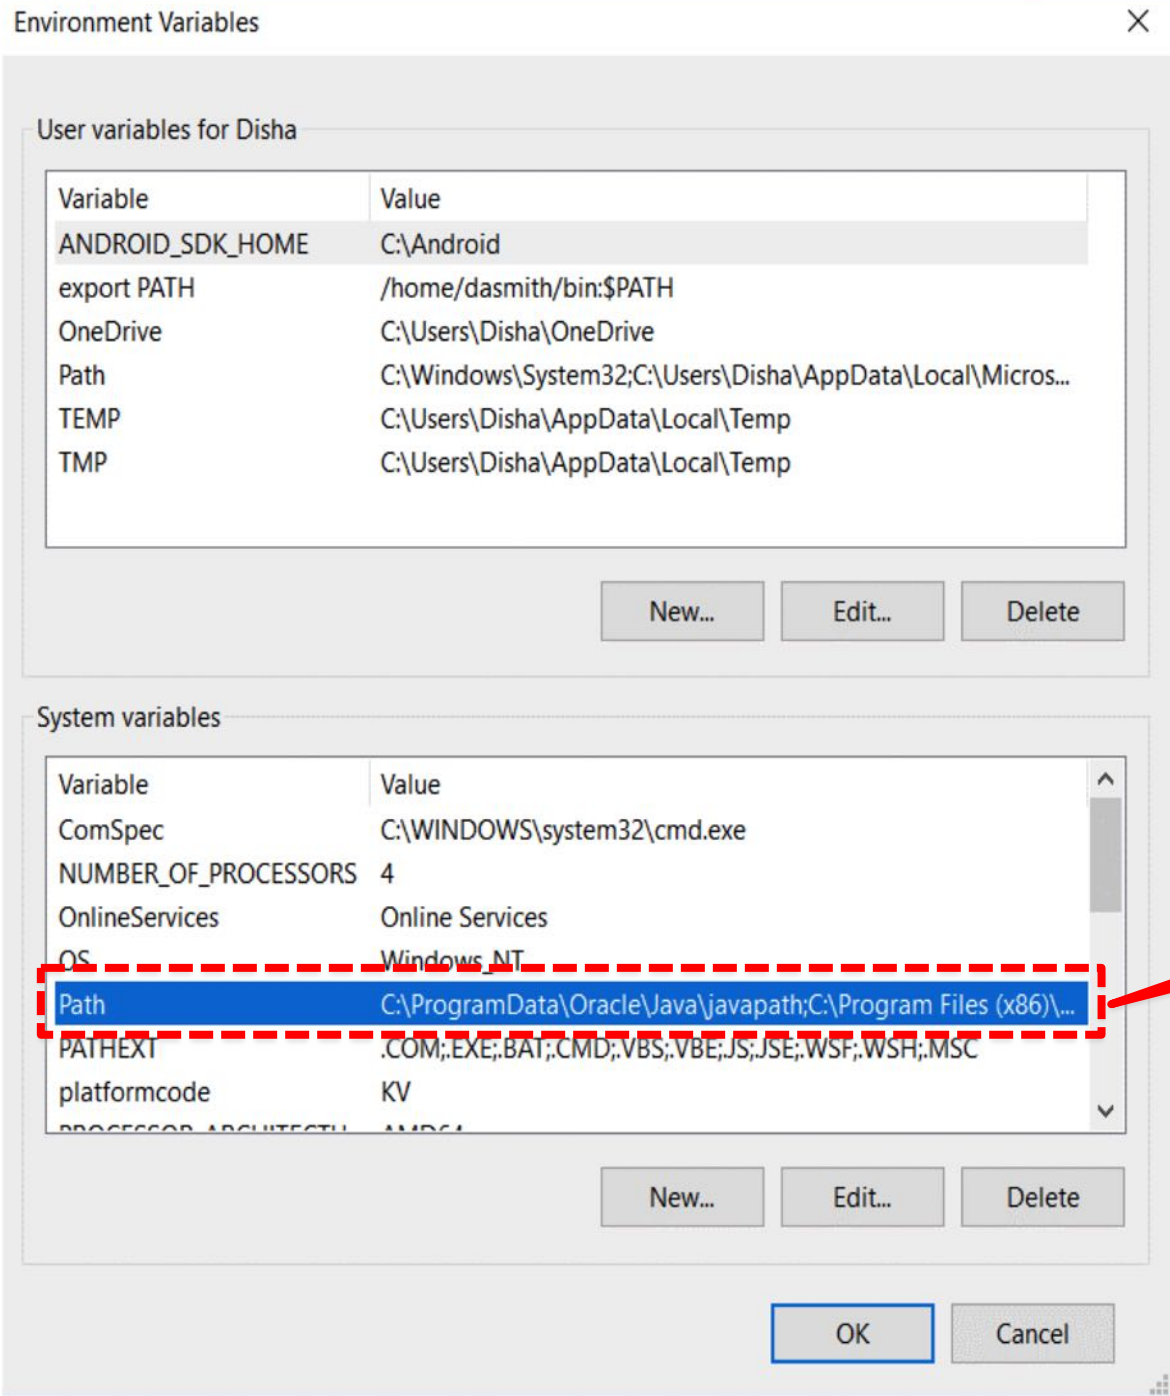 Environment Variables
User variables for Disha
Variable Value
ANDROID_SDK_HOME C:\Android
export PATH /home/dasmith/bin:$PATH
OneDrive C:\Users\Disha\OneDrive
Path C:\Windows\System32;C:\Users\Disha\AppData\Local\Micros...
TEMP C:\Users\Disha\AppData\Local\Temp
TMP C:\Users\Disha\AppData\Local\Temp
New... Edit... Delete
System variables
Variable Value
ComSpec C:\WINDOWS\system32\cmd.exe
NUMBER_OF_PROCESSORS 4
OnlineServices Online Services
OS Windows_NT
Path C:\ProgramData\Oracle\Java\javapath;C:\Program Files (x86)\...
PATHEXT .COM;.EXE;.BAT;.CMD;.VBS;.VBE;.JS;.JSE;.WSF;.WSH;.MSC
platformcode KV
PROCESSOR_ARCHITECTU... AMD64
New... Edit... Delete
OK Cancel